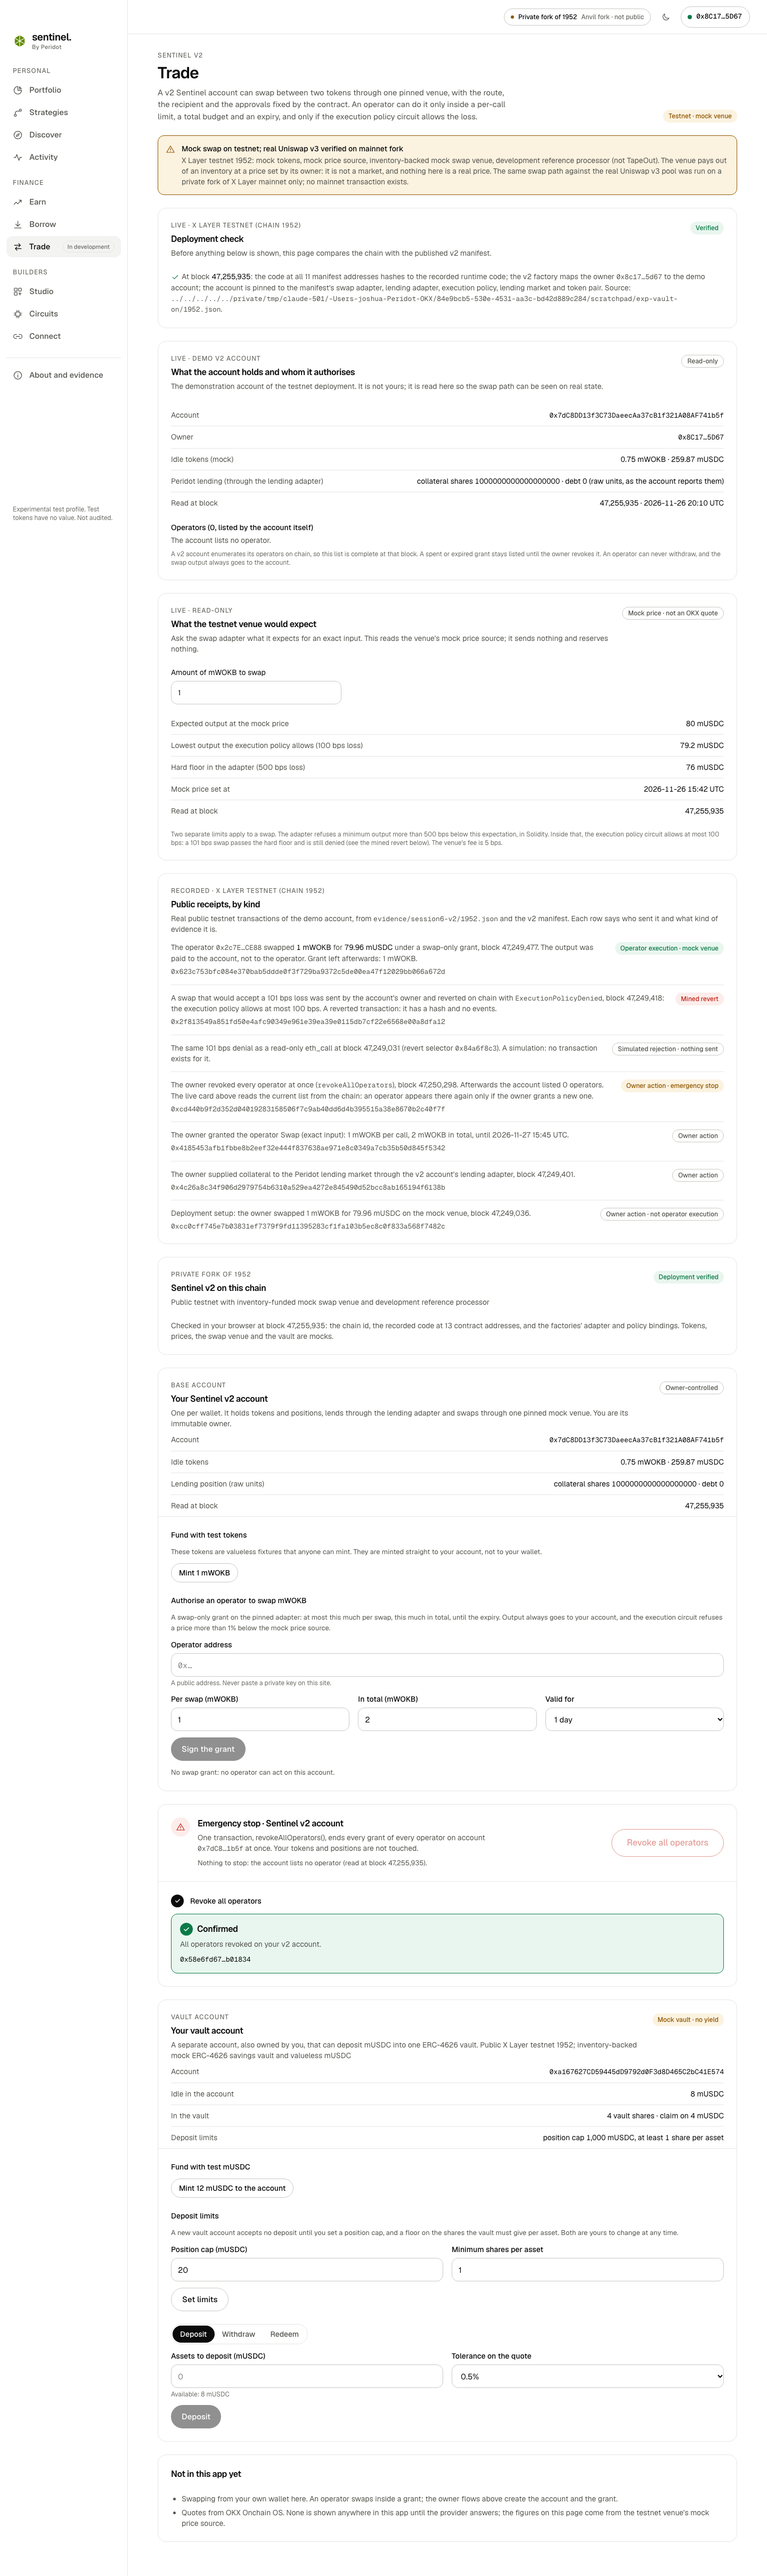 sentinel.
By Peridot
PERSONAL
Portfolio
Strategies
Discover
Activity
FINANCE
Earn
Borrow
Trade
In development
BUILDERS
Studio
Circuits
Connect
About and evidence
Experimental test profile. Test
tokens have no value. Not audited.
Private fork of 1952 Anvil fork · not public
0x8C17…5D67
SENTINEL V2
Trade
A v2 Sentinel account can swap between two tokens through one pinned venue, with the route,
the recipient and the approvals fixed by the contract. An operator can do it only inside a per-call
limit, a total budget and an expiry, and only if the execution policy circuit allows the loss.
Testnet · mock venue
Mock swap on testnet; real Uniswap v3 verified on mainnet fork
X Layer testnet 1952: mock tokens, mock price source, inventory-backed mock swap venue, development reference processor (not TapeOut). The venue pays out
of an inventory at a price set by its owner: it is not a market, and nothing here is a real price. The same swap path against the real Uniswap v3 pool was run on a
private fork of X Layer mainnet only; no mainnet transaction exists.
LIVE · X LAYER TESTNET (CHAIN 1952)
Deployment check
Before anything below is shown, this page compares the chain with the published v2 manifest.
Verified
At block 47,255,935: the code at all 11 manifest addresses hashes to the recorded runtime code; the v2 factory maps the owner 0x8c17…5d67 to the demo
account; the account is pinned to the manifest's swap adapter, lending adapter, execution policy, lending market and token pair. Source:
../../../../../private/tmp/claude-501/-Users-joshua-Peridot-OKX/84e9bcb5-530e-4531-aa3c-bd42d889c284/scratchpad/exp-vault-
on/1952.json.
LIVE · DEMO V2 ACCOUNT
What the account holds and whom it authorises
The demonstration account of the testnet deployment. It is not yours; it is read here so the swap path can be seen on real state.
Read-only
Account
0x7dC8DD13f3C73DaeecAa37cB1f321A08AF741b5f
Owner
0x8C17…5D67
Idle tokens (mock)
0.75 mWOKB · 259.87 mUSDC
Peridot lending (through the lending adapter)
collateral shares 1000000000000000000 · debt 0 (raw units, as the account reports them)
Read at block
47,255,935 · 2026-11-26 20:10 UTC
Operators (0, listed by the account itself)
The account lists no operator.
A v2 account enumerates its operators on chain, so this list is complete at that block. A spent or expired grant stays listed until the owner revokes it. An operator can never withdraw, and the
swap output always goes to the account.
LIVE · READ-ONLY
What the testnet venue would expect
Ask the swap adapter what it expects for an exact input. This reads the venue's mock price source; it sends nothing and reserves
nothing.
Mock price · not an OKX quote
Amount of mWOKB to swap
1
Expected output at the mock price
80 mUSDC
Lowest output the execution policy allows (100 bps loss)
79.2 mUSDC
Hard floor in the adapter (500 bps loss)
76 mUSDC
Mock price set at
2026-11-26 15:42 UTC
Read at block
47,255,935
Two separate limits apply to a swap. The adapter refuses a minimum output more than 500 bps below this expectation, in Solidity. Inside that, the execution policy circuit allows at most 100
bps: a 101 bps swap passes the hard floor and is still denied (see the mined revert below). The venue's fee is 5 bps.
RECORDED · X LAYER TESTNET (CHAIN 1952)
Public receipts, by kind
Real public testnet transactions of the demo account, from evidence/session6-v2/1952.json and the v2 manifest. Each row says who sent it and what kind of
evidence it is.
The operator 0x2c7E…CE88 swapped 1 mWOKB for 79.96 mUSDC under a swap-only grant, block 47,249,477. The output was
paid to the account, not to the operator. Grant left afterwards: 1 mWOKB.
0x623c753bfc084e370bab5ddde0f3f729ba9372c5de00ea47f12029bb066a672d
Operator execution · mock venue
A swap that would accept a 101 bps loss was sent by the account's owner and reverted on chain with ExecutionPolicyDenied, block 47,249,418:
the execution policy allows at most 100 bps. A reverted transaction: it has a hash and no events.
0x2f813549a851fd50e4afc90349e961e39ea39e0115db7cf22e6568e00a8dfa12
Mined revert
The same 101 bps denial as a read-only eth_call at block 47,249,031 (revert selector 0x84a6f8c3). A simulation: no transaction
exists for it.
Simulated rejection · nothing sent
The owner revoked every operator at once (revokeAllOperators), block 47,250,298. Afterwards the account listed 0 operators.
The live card above reads the current list from the chain: an operator appears there again only if the owner grants a new one.
0xcd440b9f2d352d04019283158506f7c9ab40dd6d4b395515a38e8670b2c40f7f
Owner action · emergency stop
The owner granted the operator Swap (exact input): 1 mWOKB per call, 2 mWOKB in total, until 2026-11-27 15:45 UTC.
0x4185453afb1fbbe8b2eef32e444f837638ae971e8c0349a7cb35b50d845f5342
Owner action
The owner supplied collateral to the Peridot lending market through the v2 account's lending adapter, block 47,249,401.
0x4c26a8c34f906d2979754b6310a529ea4272e845490d52bcc8ab165194f6138b
Owner action
Deployment setup: the owner swapped 1 mWOKB for 79.96 mUSDC on the mock venue, block 47,249,036.
0xcc0cff745e7b03831ef7379f9fd11395283cf1fa103b5ec8c0f833a568f7482c
Owner action · not operator execution
PRIVATE FORK OF 1952
Sentinel v2 on this chain
Public testnet with inventory-funded mock swap venue and development reference processor
Deployment verified
Checked in your browser at block 47,255,935: the chain id, the recorded code at 13 contract addresses, and the factories' adapter and policy bindings. Tokens,
prices, the swap venue and the vault are mocks.
BASE ACCOUNT
Your Sentinel v2 account
One per wallet. It holds tokens and positions, lends through the lending adapter and swaps through one pinned mock venue. You are its
immutable owner.
Owner-controlled
Account
0x7dC8DD13f3C73DaeecAa37cB1f321A08AF741b5f
Idle tokens
0.75 mWOKB · 259.87 mUSDC
Lending position (raw units)
collateral shares 1000000000000000000 · debt 0
Read at block
47,255,935
Fund with test tokens
These tokens are valueless fixtures that anyone can mint. They are minted straight to your account, not to your wallet.
Mint 1 mWOKB
Authorise an operator to swap mWOKB
A swap-only grant on the pinned adapter: at most this much per swap, this much in total, until the expiry. Output always goes to your account, and the execution circuit refuses
a price more than 1% below the mock price source.
Operator address
0x…
A public address. Never paste a private key on this site.
Per swap (mWOKB)
In total (mWOKB)
Valid for
1
2
1 day
Sign the grant
No swap grant: no operator can act on this account.
Emergency stop · Sentinel v2 account
One transaction, revokeAllOperators(), ends every grant of every operator on account
0x7dC8…1b5f at once. Your tokens and positions are not touched.
Nothing to stop: the account lists no operator (read at block 47,255,935).
Revoke all operators
Revoke all operators
Confirmed
All operators revoked on your v2 account.
0x58e6fd67…b01834
VAULT ACCOUNT
Your vault account
A separate account, also owned by you, that can deposit mUSDC into one ERC-4626 vault. Public X Layer testnet 1952; inventory-backed
mock ERC-4626 savings vault and valueless mUSDC
Mock vault · no yield
Account
0xa167627CD59445dD9792d0F3d8D465C2bC41E574
Idle in the account
8 mUSDC
In the vault
4 vault shares · claim on 4 mUSDC
Deposit limits
position cap 1,000 mUSDC, at least 1 share per asset
Fund with test mUSDC
Mint 12 mUSDC to the account
Deposit limits
A new vault account accepts no deposit until you set a position cap, and a floor on the shares the vault must give per asset. Both are yours to change at any time.
Position cap (mUSDC)
Minimum shares per asset
20
1
Set limits
Deposit
Withdraw
Redeem
Assets to deposit (mUSDC)
Tolerance on the quote
0
0.5%
Available: 8 mUSDC
Deposit
Not in this app yet
Swapping from your own wallet here. An operator swaps inside a grant; the owner flows above create the account and the grant.
Quotes from OKX Onchain OS. None is shown anywhere in this app until the provider answers; the figures on this page come from the testnet venue's mock
price source.